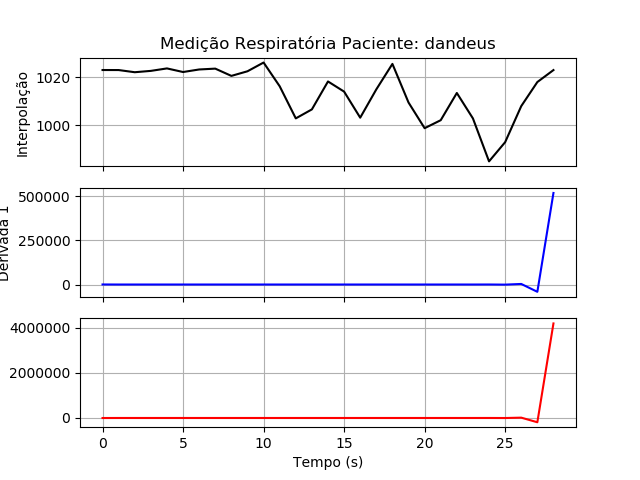 Medição Respiratória Paciente: dandeus
Interpolação
1020
1000
Derivada 1
500000
250000
0
4000000
2000000
0
0 5 10 15 20 25
Tempo (s)